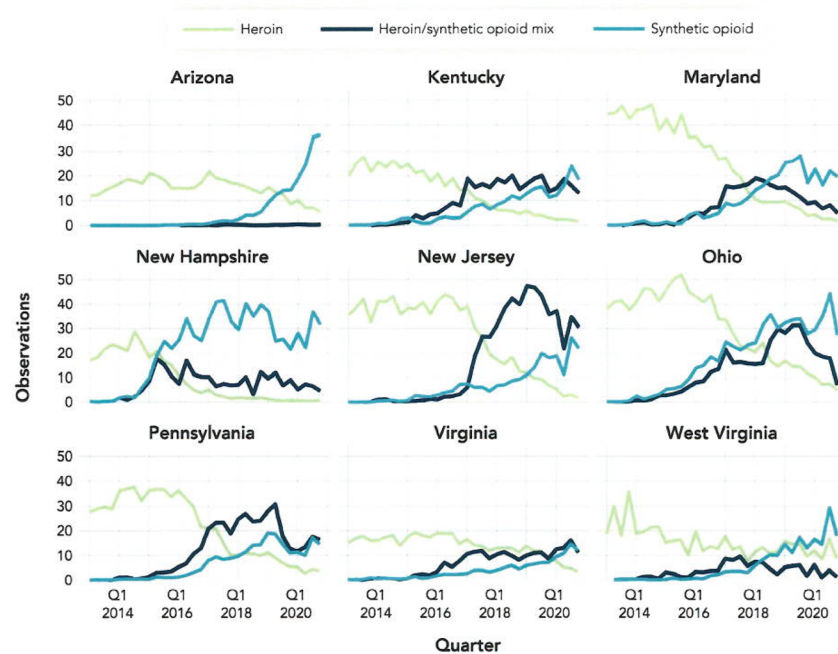 Heroin Heroin/synthetic opioid mix Synthetic opioid
Arizona Kentucky Maryland
50
40
30
20
10
0
New Hampshire New Jersey Ohio
Observations
50
40
30
20
10
0
Pennsylvania Virginia West Virginia
50
40
30
20
10
0
Q1 Q1 Q1 Q1 Q1 Q1 Q1 Q1 Q1 Q1 Q1 Q1
2014 2016 2018 2020 2014 2016 2018 2020 2014 2016 2018 2020
Quarter